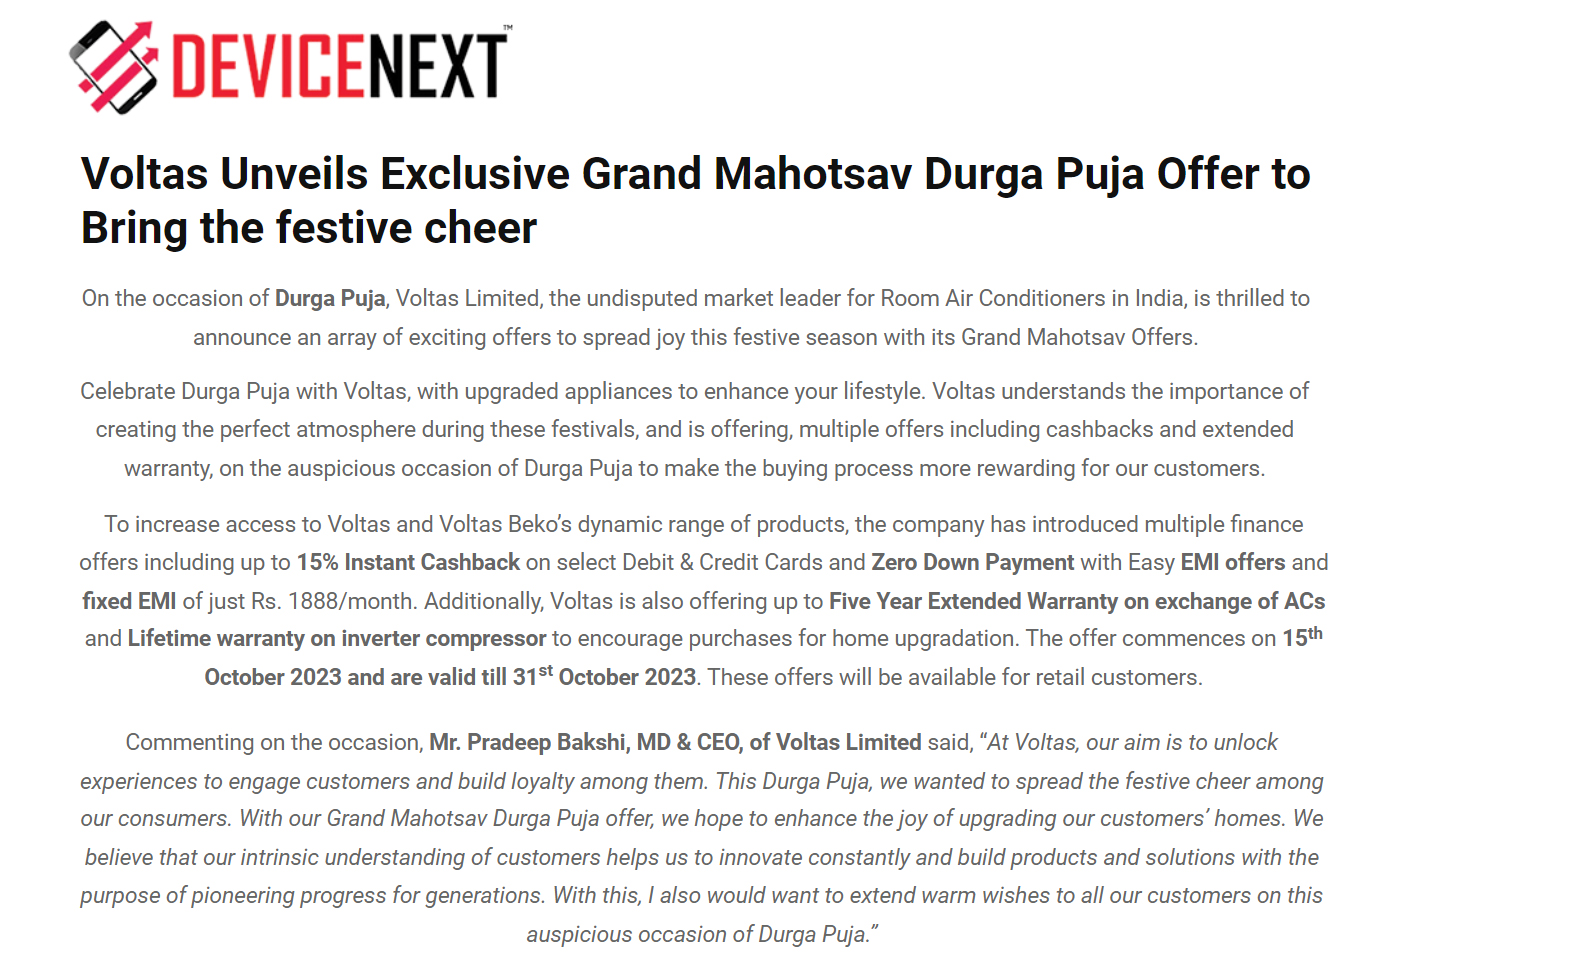 DEVICENEXT™
Voltas Unveils Exclusive Grand Mahotsav Durga Puja Offer to
Bring the festive cheer
On the occasion of Durga Puja, Voltas Limited, the undisputed market leader for Room Air Conditioners in India, is thrilled to
announce an array of exciting offers to spread joy this festive season with its Grand Mahotsav Offers.
Celebrate Durga Puja with Voltas, with upgraded appliances to enhance your lifestyle. Voltas understands the importance of
creating the perfect atmosphere during these festivals, and is offering, multiple offers including cashbacks and extended
warranty, on the auspicious occasion of Durga Puja to make the buying process more rewarding for our customers.
To increase access to Voltas and Voltas Beko’s dynamic range of products, the company has introduced multiple finance
offers including up to 15% Instant Cashback on select Debit & Credit Cards and Zero Down Payment with Easy EMI offers and
fixed EMI of just Rs. 1888/month. Additionally, Voltas is also offering up to Five Year Extended Warranty on exchange of ACs
and Lifetime warranty on inverter compressor to encourage purchases for home upgradation. The offer commences on 15th
October 2023 and are valid till 31st October 2023. These offers will be available for retail customers.
Commenting on the occasion, Mr. Pradeep Bakshi, MD & CEO, of Voltas Limited said, “At Voltas, our aim is to unlock
experiences to engage customers and build loyalty among them. This Durga Puja, we wanted to spread the festive cheer among
our consumers. With our Grand Mahotsav Durga Puja offer, we hope to enhance the joy of upgrading our customers’ homes. We
believe that our intrinsic understanding of customers helps us to innovate constantly and build products and solutions with the
purpose of pioneering progress for generations. With this, I also would want to extend warm wishes to all our customers on this
auspicious occasion of Durga Puja.”